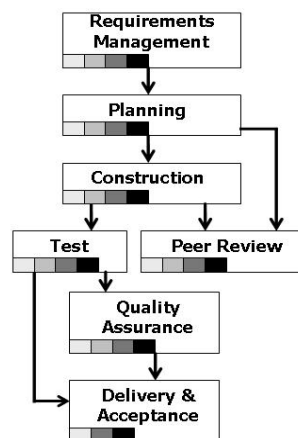 Requirements
Management
Planning
Construction
Test
Peer Review
Quality
Assurance
Delivery &
Acceptance